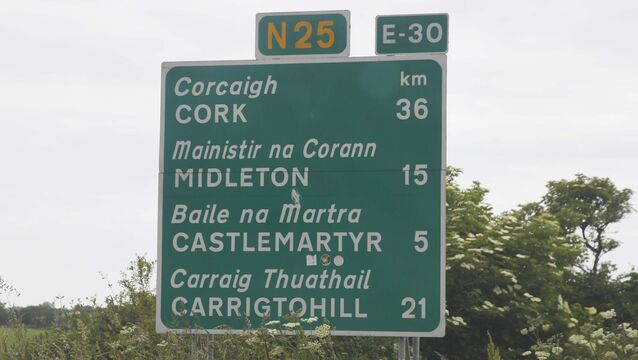 N25
E-30
km
Corcaigh
CORK 36
Mainistir na Corann
MIDLETON 15
Baile na Martra
CASTLEMARTYR 5
Carraig Thuathail
CARRIGTOHILL 21